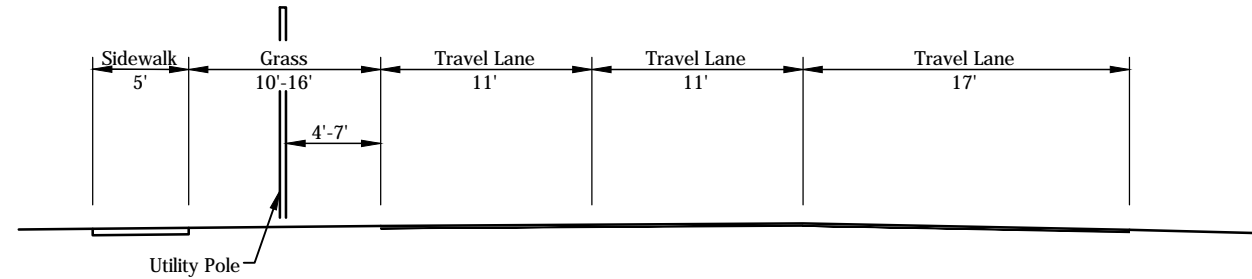 Sidewalk
5'
Grass
10'-16'
Travel Lane
11'
Travel Lane
11'
Travel Lane
17'
4'-7'
Utility Pole